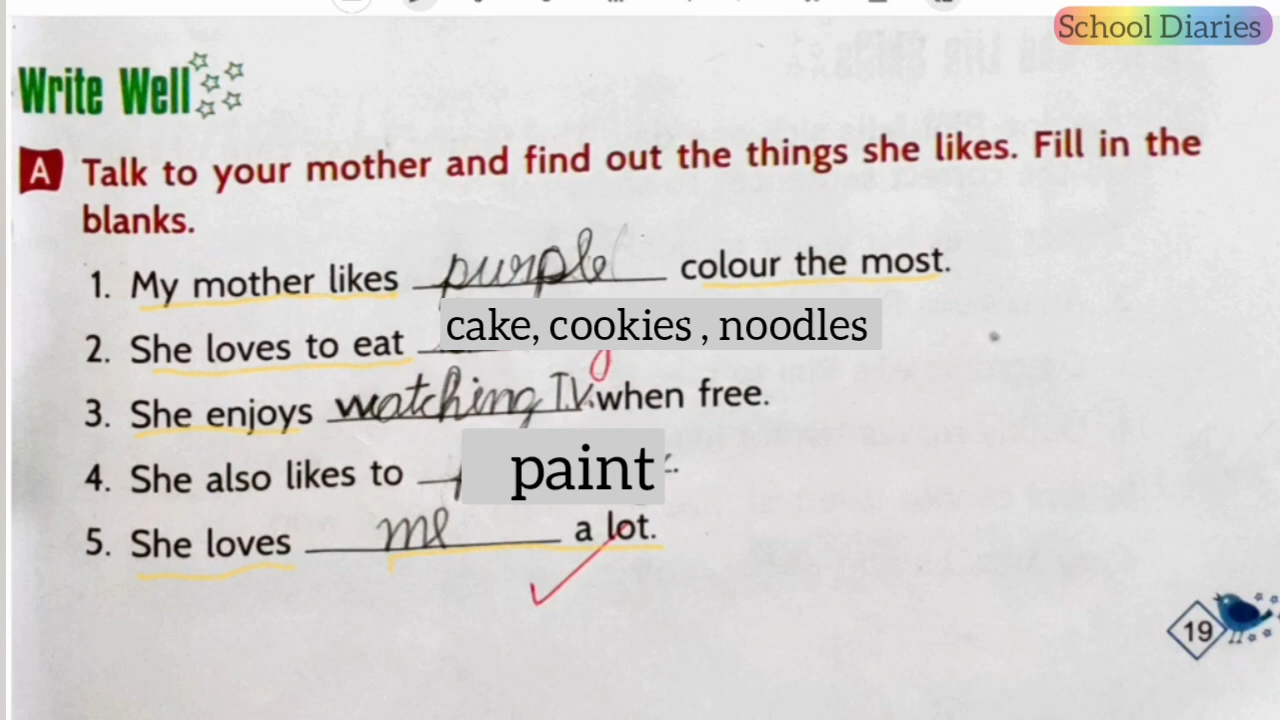 School Diaries
Write Well
A Talk to your mother and find out the things she likes. Fill in the
blanks.
1. My mother likes purple colour the most.
2. She loves to eat cake, cookies , noodles
3. She enjoys watching T.V. when free.
4. She also likes to paint
5. She loves me a lot.
19